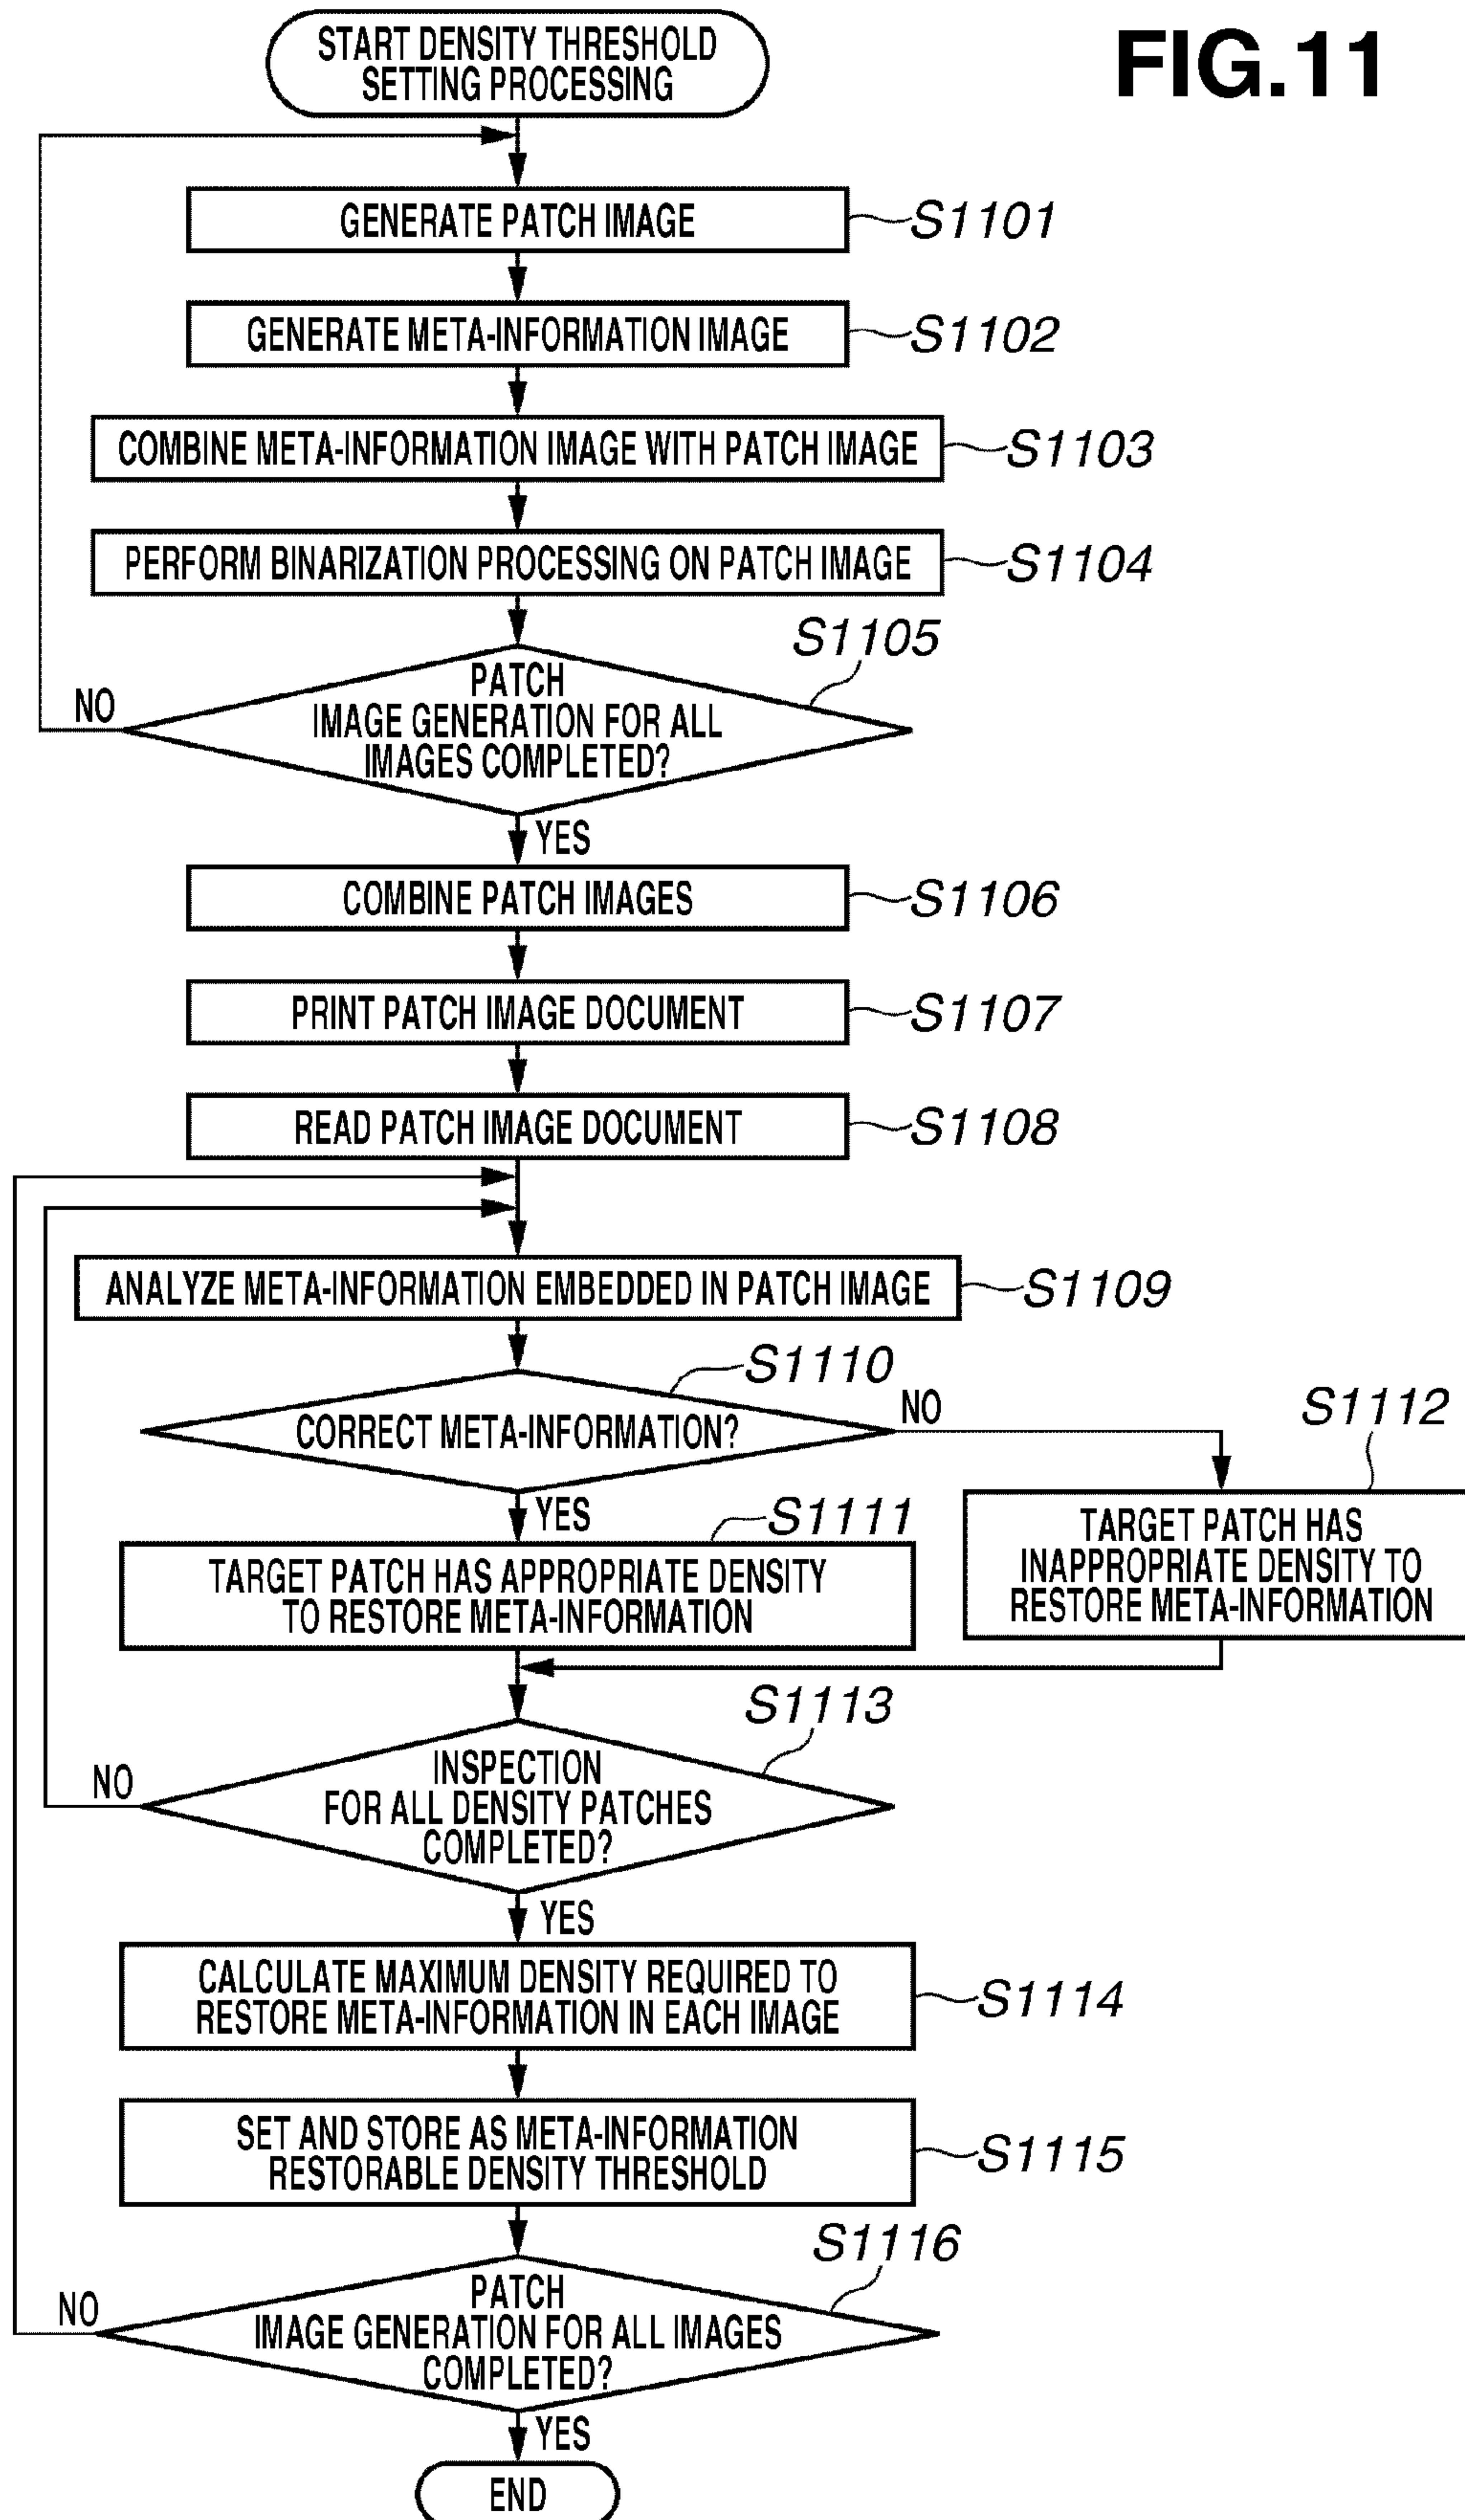 FIG.11
START DENSITY THRESHOLD
SETTING PROCESSING
GENERATE PATCH IMAGE
S1101
GENERATE META-INFORMATION IMAGE
S1102
COMBINE META-INFORMATION IMAGE WITH PATCH IMAGE
S1103
PERFORM BINARIZATION PROCESSING ON PATCH IMAGE
S1104
S1105
PATCH
IMAGE GENERATION FOR ALL
IMAGES COMPLETED?
NO
YES
COMBINE PATCH IMAGES
S1106
PRINT PATCH IMAGE DOCUMENT
S1107
READ PATCH IMAGE DOCUMENT
S1108
ANALYZE META-INFORMATION EMBEDDED IN PATCH IMAGE
S1109
S1110
CORRECT META-INFORMATION?
NO
S1112
YES
S1111
TARGET PATCH HAS APPROPRIATE DENSITY
TO RESTORE META-INFORMATION
TARGET PATCH HAS
INAPPROPRIATE DENSITY TO
RESTORE META-INFORMATION
S1113
INSPECTION
FOR ALL DENSITY PATCHES
COMPLETED?
NO
YES
CALCULATE MAXIMUM DENSITY REQUIRED TO
RESTORE META-INFORMATION IN EACH IMAGE
S1114
SET AND STORE AS META-INFORMATION
RESTORABLE DENSITY THRESHOLD
S1115
S1116
PATCH
IMAGE GENERATION FOR ALL IMAGES
COMPLETED?
NO
YES
END